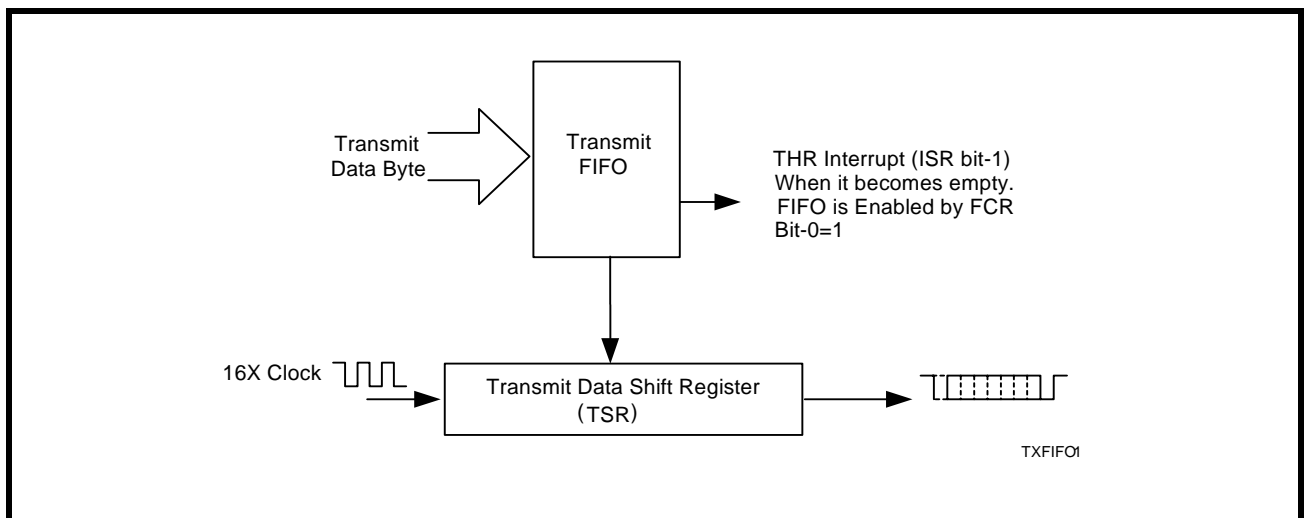 Transmit
Data Byte
Transmit
FIFO
THR Interrupt (ISR bit-1)
When it becomes empty.
FIFO is Enabled by FCR
Bit-0=1
16X Clock
Transmit Data Shift Register
(TSR)
TXFIFO1